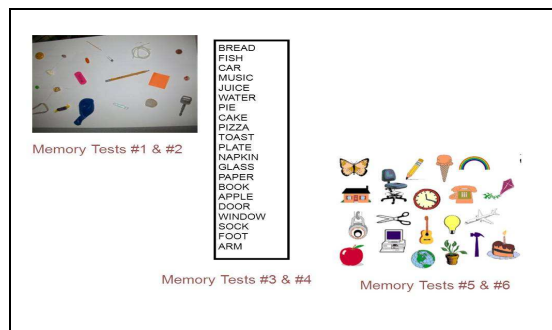 BREAD
FISH
CAR
MUSIC
JUICE
WATER
PIE
CAKE
PIZZA
TOAST
PLATE
NAPKIN
GLASS
PAPER
BOOK
APPLE
DOOR
WINDOW
SOCK
FOOT
ARM
Memory Tests #1 & #2
Memory Tests #3 & #4
Memory Tests #5 & #6